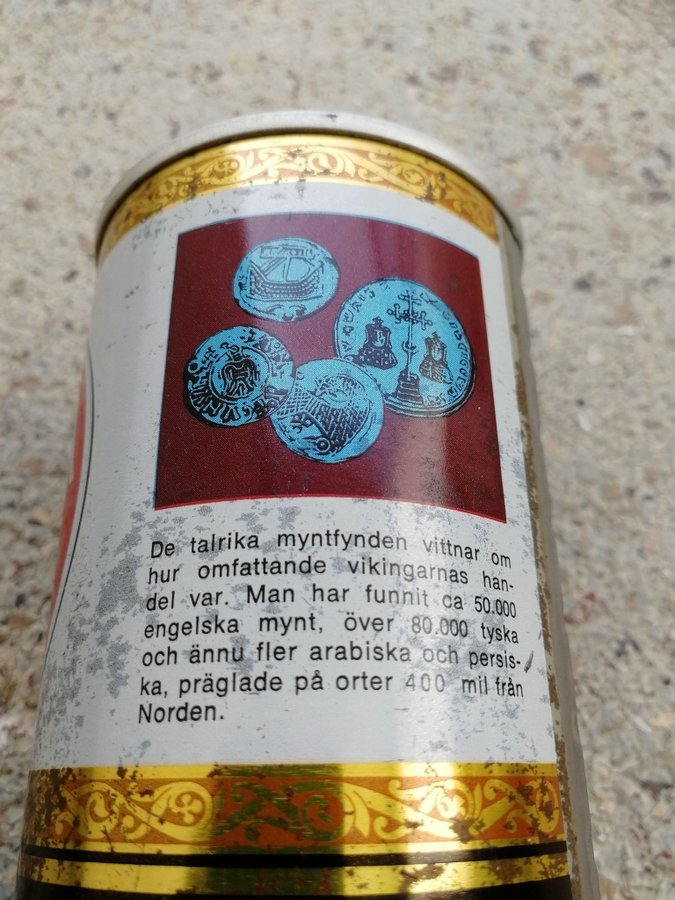 De talrika myntfynden vittnar om
hur omfattande vikingarnas han-
del var. Man har funnit ca 50.000
engelska mynt, över 80.000 tyska
och ännu fler arabiska och persis-
ka, präglade på orter 400 mil från
Norden.